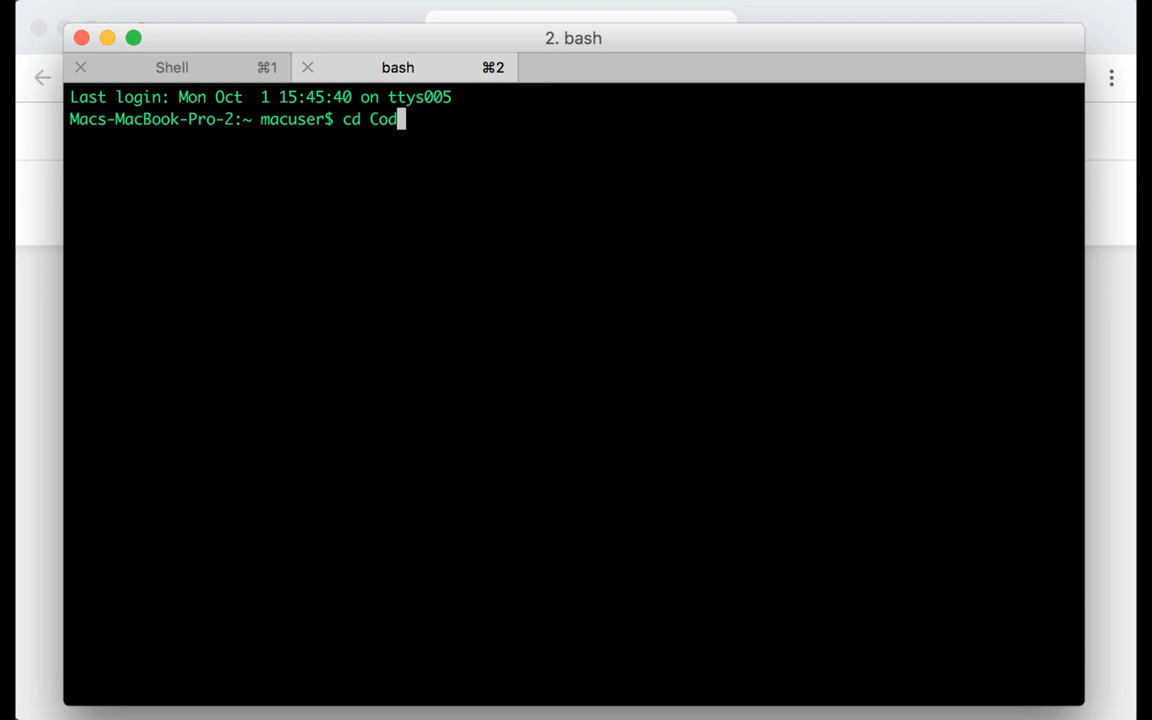 2. bash
Shell ⌘1 bash ⌘2
Last login: Mon Oct  1 15:45:40 on ttys005
Macs-MacBook-Pro-2:~ macuser$ cd Cod